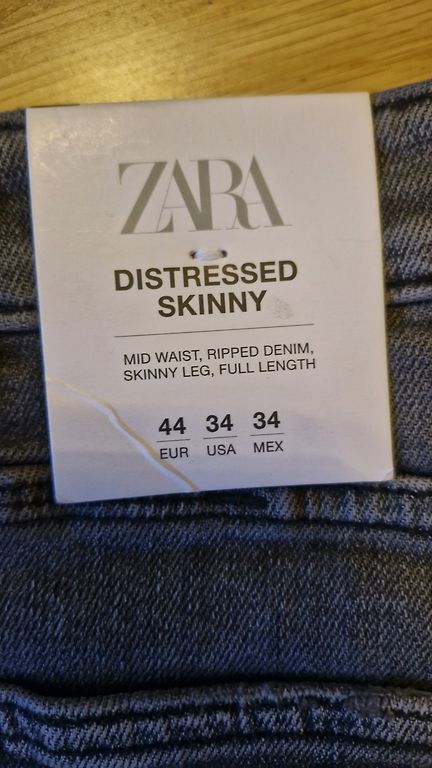 ZARA
DISTRESSED
SKINNY
MID WAIST, RIPPED DENIM,
SKINNY LEG, FULL LENGTH
44 34 34
EUR USA MEX